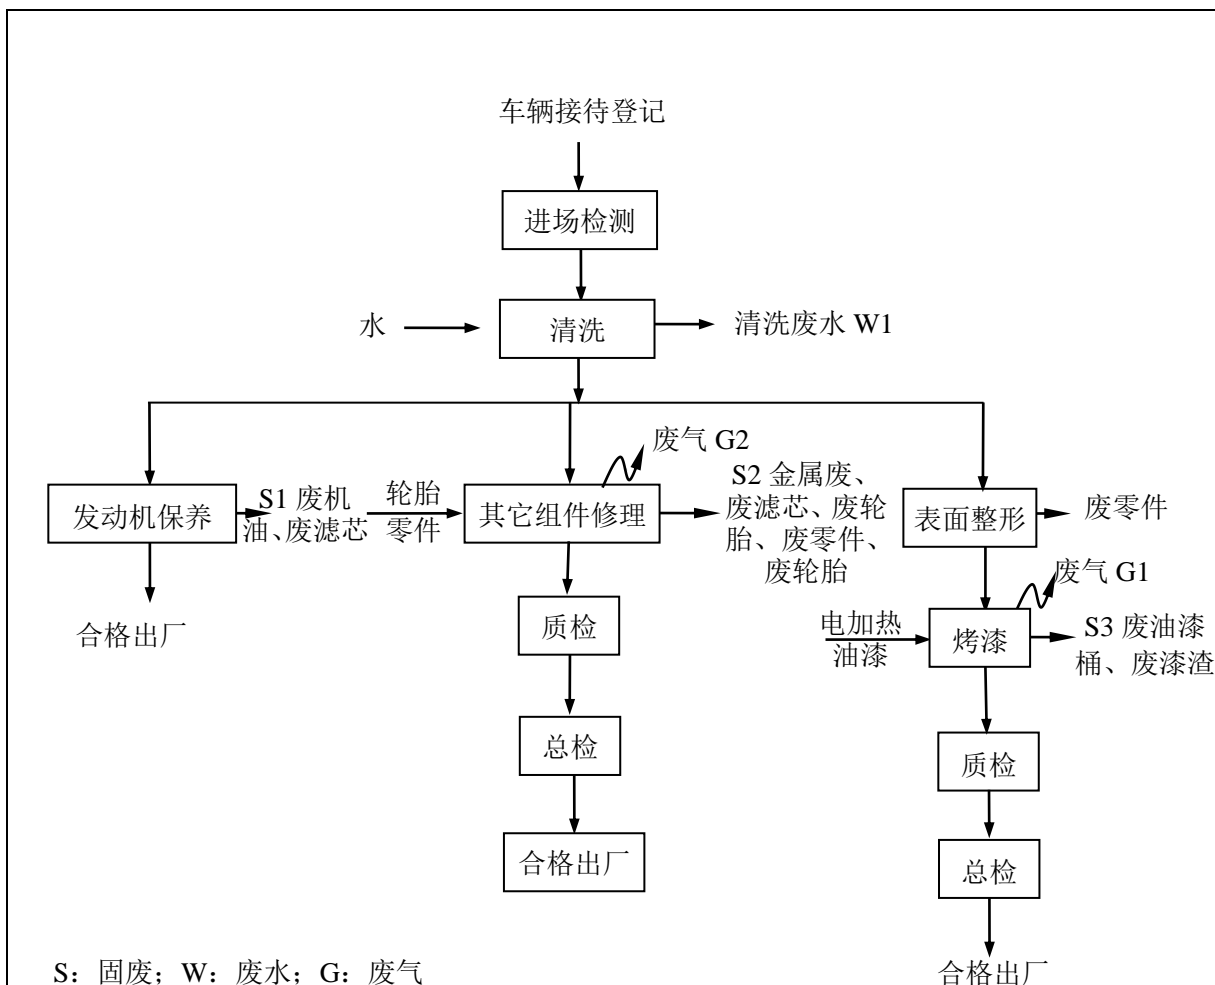 车辆接待登记
进场检测
水
清洗
清洗废水 W1
废气 G2
发动机保养
S1 废机
油、废滤芯
轮胎
零件
其它组件修理
S2 金属废、
废滤芯、废轮
胎、废零件、
废轮胎
表面整形
废零件
废气 G1
合格出厂
质检
电加热
油漆
烤漆
S3 废油漆
桶、废漆渣
总检
质检
合格出厂
总检
合格出厂
S：固废；W：废水；G：废气